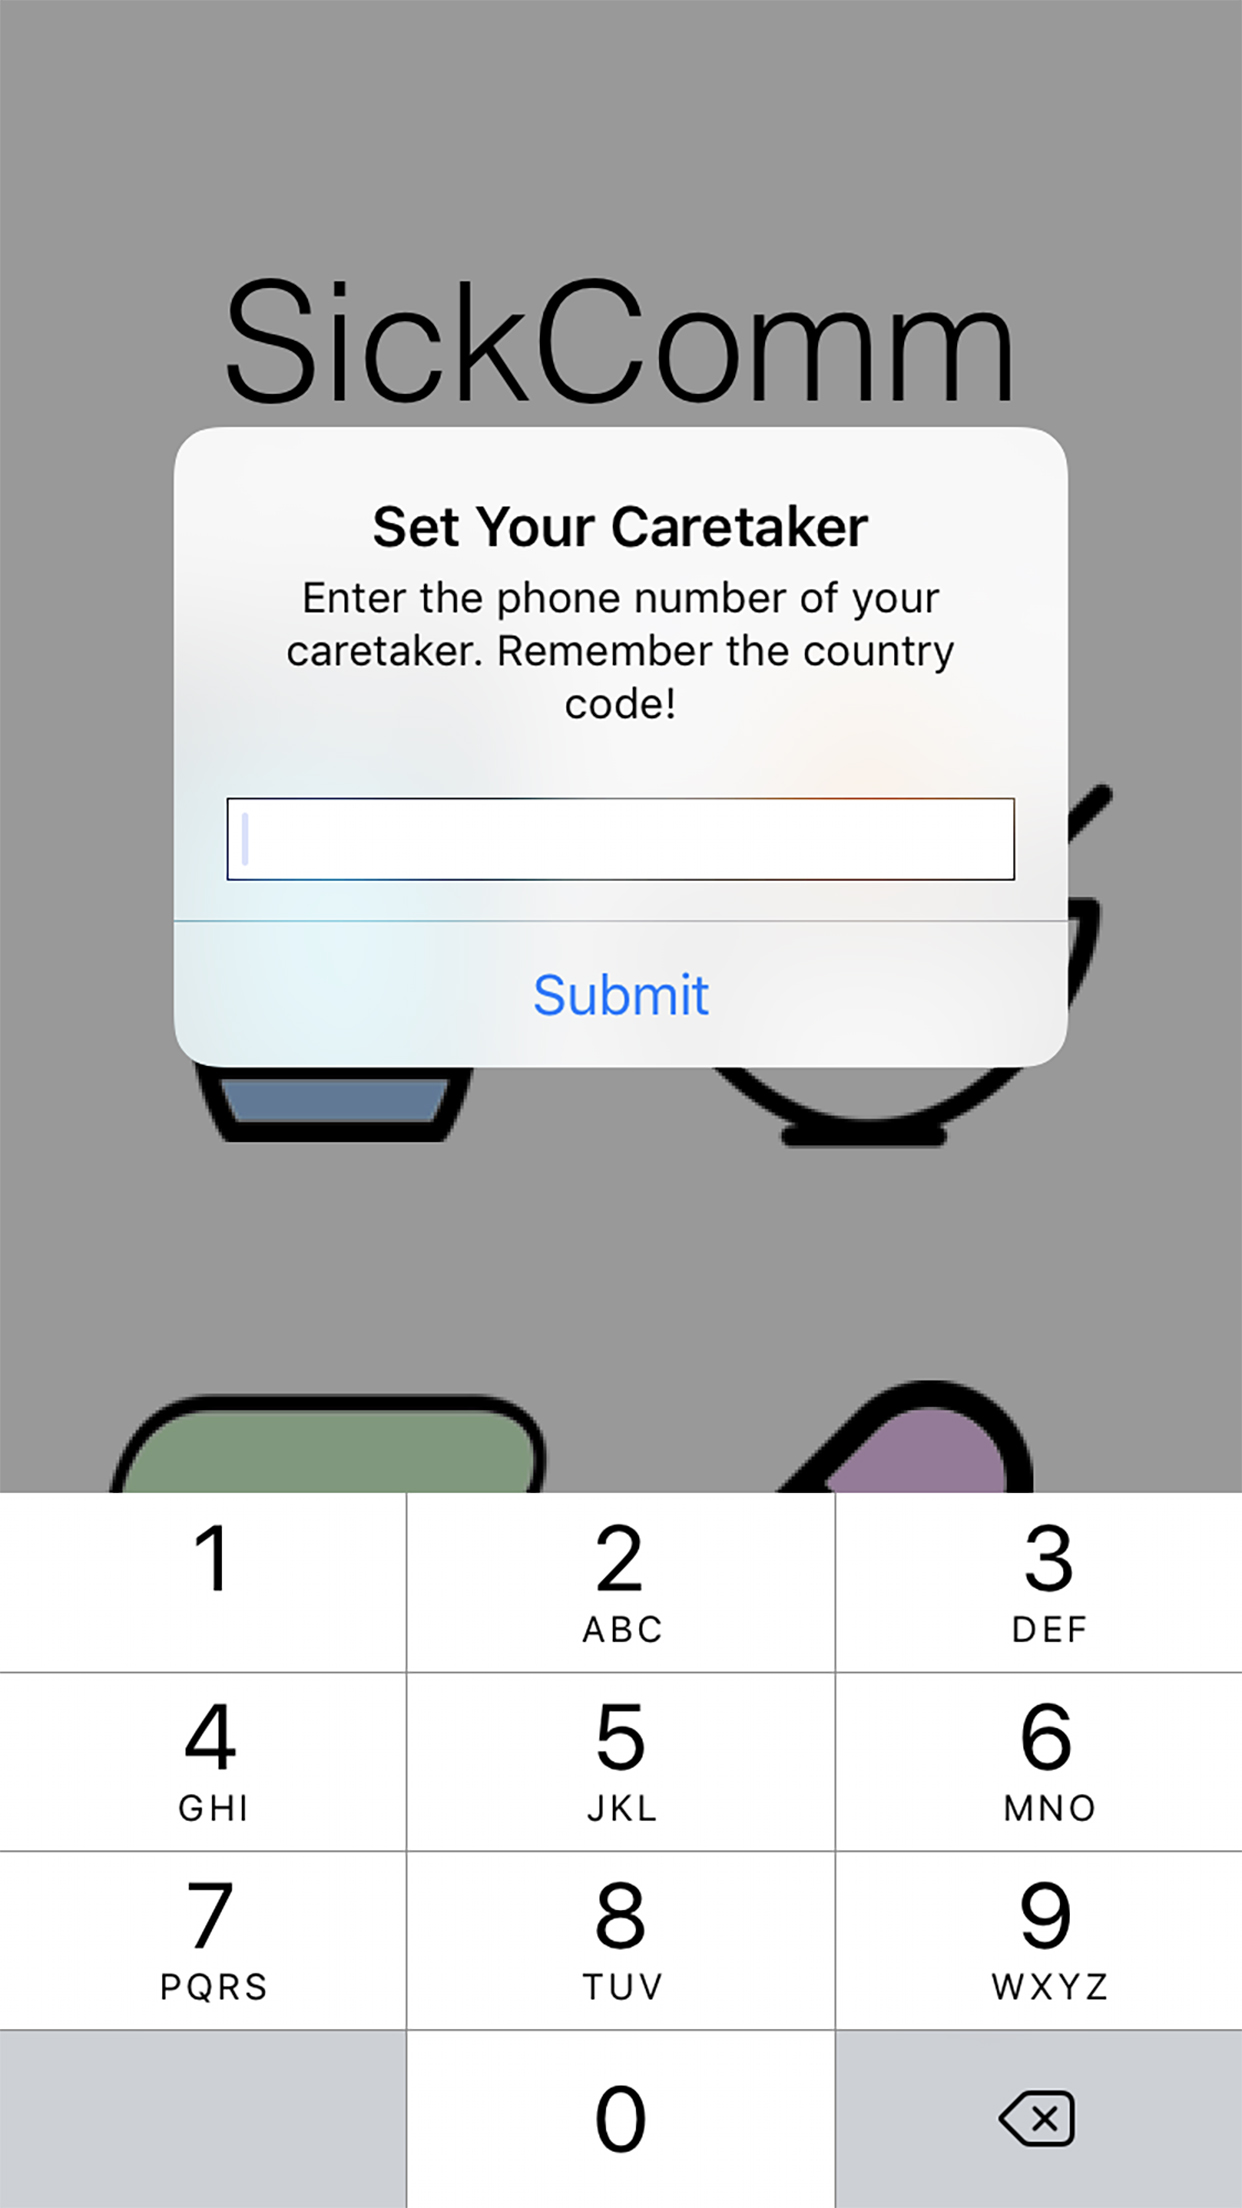 SickComm
Set Your Caretaker
Enter the phone number of your
caretaker. Remember the country
code!
Submit
1
2
3
ABC
DEF
4
5
6
GHI
JKL
MNO
7
8
9
PQRS
TUV
WXYZ
0